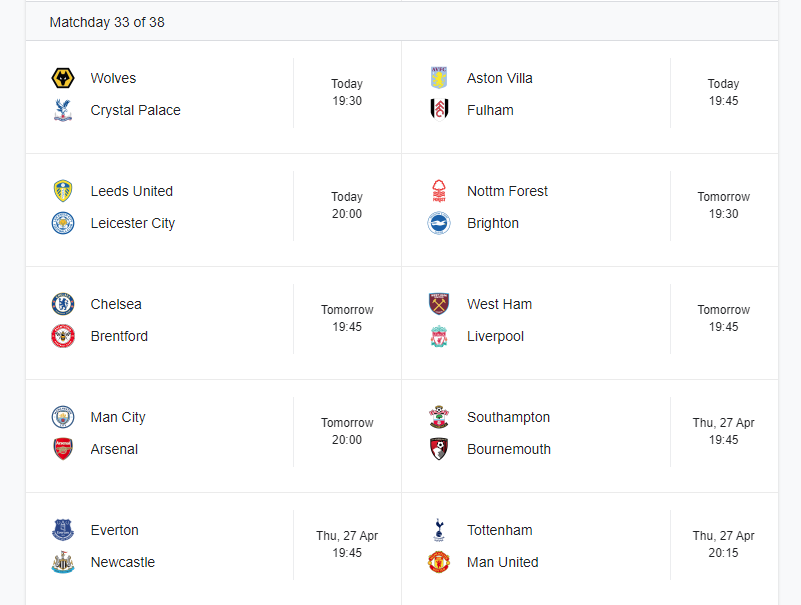 Matchday 33 of 38
Wolves
Crystal Palace
Today
19:30
Aston Villa
Fulham
Today
19:45
Leeds United
Leicester City
Today
20:00
Nottm Forest
Brighton
Tomorrow
19:30
Chelsea
Brentford
Tomorrow
19:45
West Ham
Liverpool
Tomorrow
19:45
Man City
Arsenal
Tomorrow
20:00
Southampton
Bournemouth
Thu, 27 Apr
19:45
Everton
Newcastle
Thu, 27 Apr
19:45
Tottenham
Man United
Thu, 27 Apr
20:15